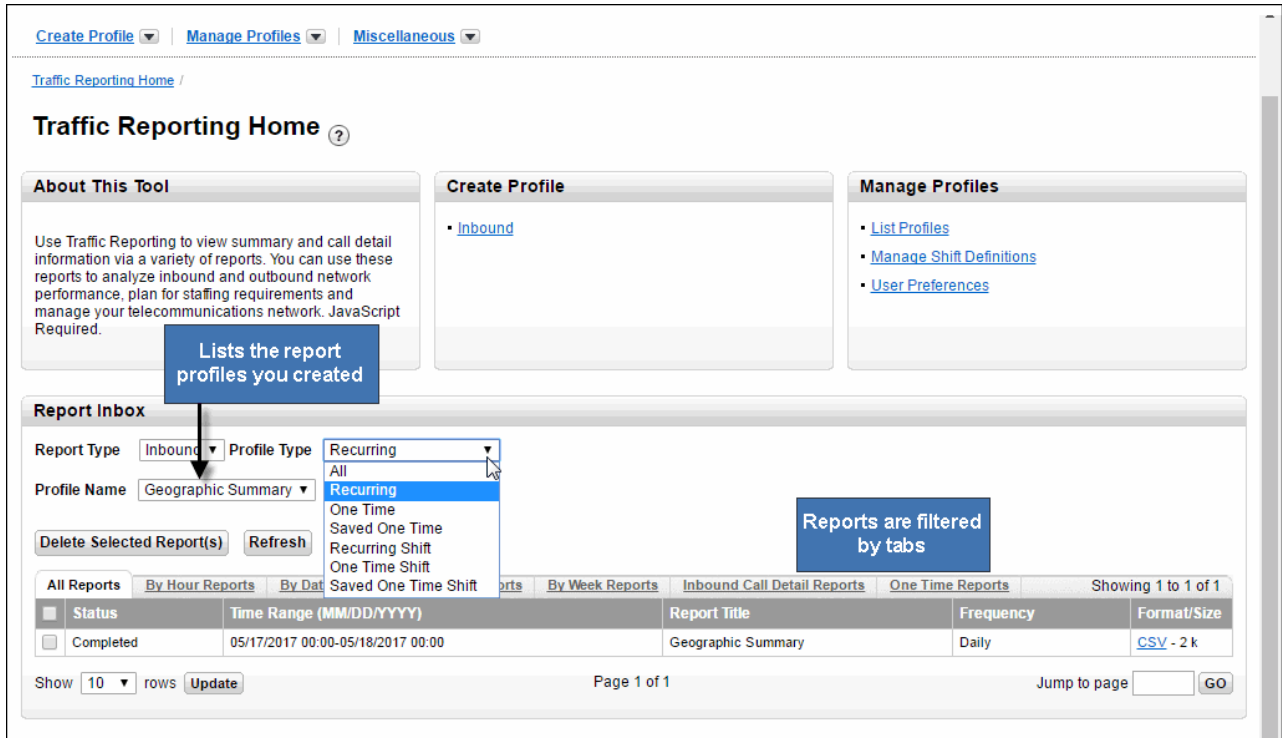 Create Profile Manage Profiles Miscellaneous
Traffic Reporting Home /
Traffic Reporting Home ?
About This Tool
Use Traffic Reporting to view summary and call detail
information via a variety of reports. You can use these
reports to analyze inbound and outbound network
performance, plan for staffing requirements and
manage your telecommunications network. JavaScript
Required.
Create Profile
Inbound
Manage Profiles
List Profiles
Manage Shift Definitions
User Preferences
Lists the report
profiles you created
Report Inbox
Report Type Inbound Profile Type Recurring
All
Recurring
One Time
Saved One Time
Recurring Shift
One Time Shift
Saved One Time Shift
Profile Name Geographic Summary
Reports are filtered
by tabs
Delete Selected Report(s) Refresh
All Reports By Hour Reports By Dat rts By Week Reports Inbound Call Detail Reports One Time Reports Showing 1 to 1 of 1
Status Time Range (MM/DD/YYYY) Report Title Frequency Format/Size
Completed 05/17/2017 00:00-05/18/2017 00:00 Geographic Summary Daily CSV - 2 k
Show 10 rows Update Page 1 of 1 Jump to page GO